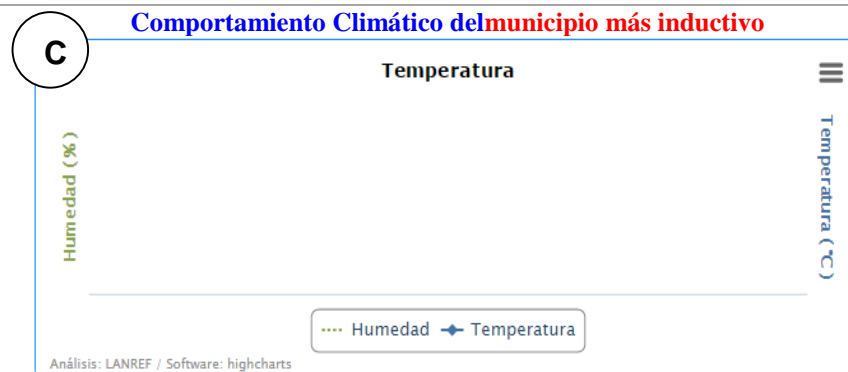 Comportamiento Climático delmunicipio más inductivo
C
Temperatura
Humedad (%)
Temperatura (°C)
Humedad Temperatura
Análisis: LANREF / Software: highcharts